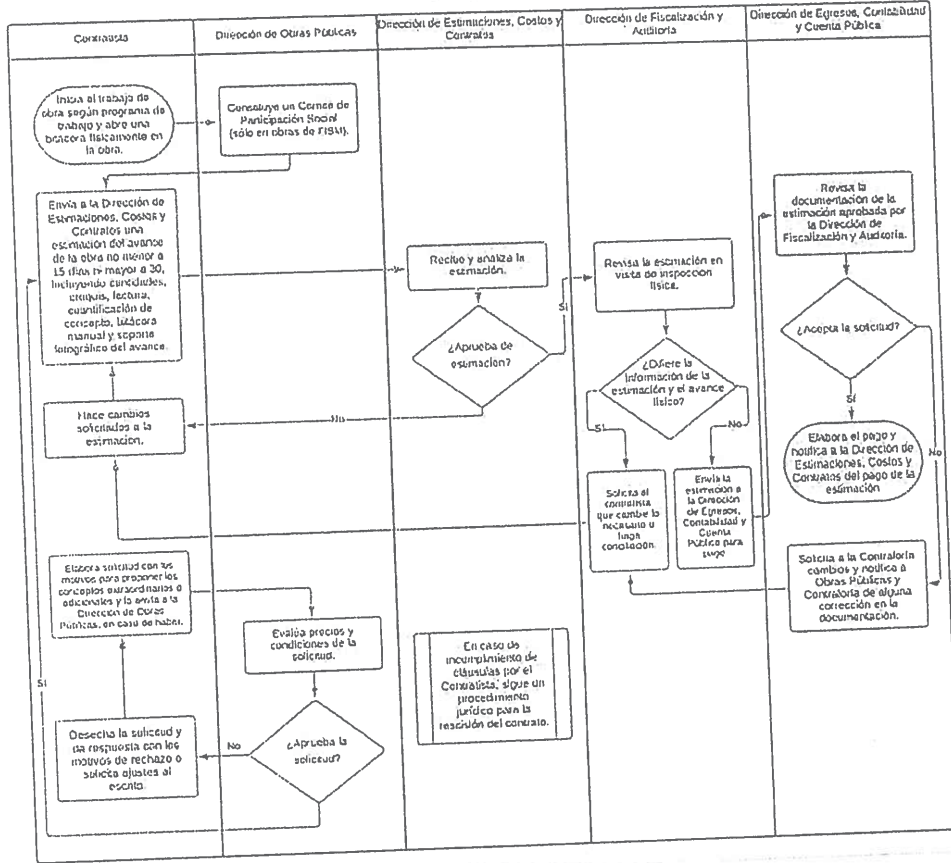 Contratista
Dirección de Obras Públicas
Dirección de Estimaciones, Costos y
Contratos
Dirección de Fiscalización y
Auditoría
Dirección de Egresos, Contabilidad
y Cuenta Pública
Inicia el trabajo de
obra según programa de
trabajo y abre una
bitácora físicamente en
la obra.
Constituye un Comité de
Participación Social
(sólo en obras de FISM).
Envía a la Dirección de
Estimaciones, Costos y
Contratos una
estimación del avance
de la obra no menor a
15 días ni mayor a 30,
incluyendo
croquis, factura,
cuantificación de
concepto, bitácora
manual y soporte
fotográfico del avance.
Recibe y analiza la
estimación.
¿Aprueba de
estimación?
Sí
No
Hace cambios
solicitados a la
estimación.
Revisa la estimación en
visita de inspección
física.
¿Difiere la
información de la
estimación y el avance
físico?
Sí
No
Solicita al
contratista
que cambie lo
necesario o
haga
conciliación.
Envía la
estimación a
la Dirección
de Egresos,
Contabilidad y
Cuenta
Pública para
pago
Revisa la
documentación de la
estimación aprobada por
la Dirección de
Fiscalización y Auditoría.
¿Acepta la solicitud?
Sí
No
Elabora el pago y
notifica a la Dirección de
Estimaciones, Costos y
Contratos del pago de la
estimación
Solicita a la Contraloría
cambios y notifica a
Obras Públicas y
Contraloría de alguna
corrección en la
documentación.
Elabora solicitud con los
motivos para proponer los
conceptos extraordinarios o
adicionales y la envía a la
Dirección de Obras
Públicas, en caso de haber.
Evalúa precios y
condiciones de la
solicitud.
¿Aprueba la
solicitud?
No
Sí
Desecha la solicitud y
da respuesta con los
motivos de rechazo o
solicita ajustes al
escrito.
En caso de
incumplimiento de
cláusulas por el
Contratista, sigue un
procedimiento
jurídico para la
rescisión del contrato.